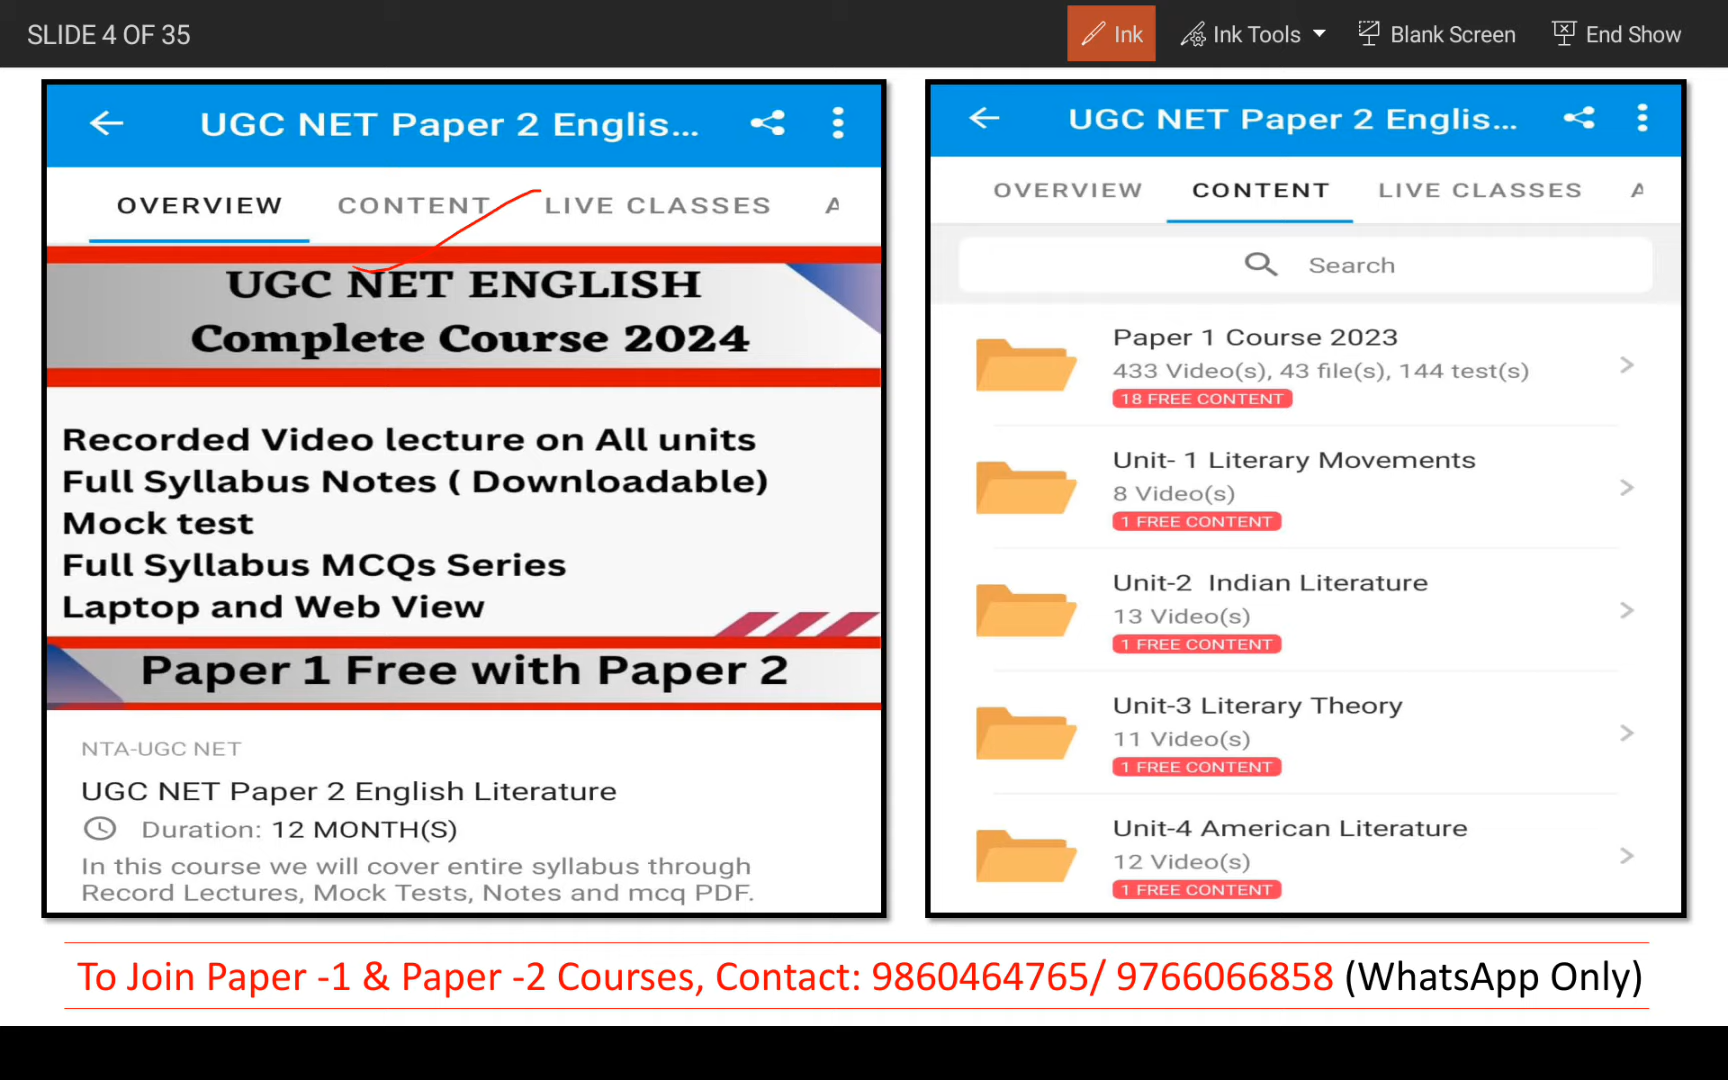 SLIDE 4 OF 35
Ink
Ink Tools
Blank Screen
End Show
UGC NET Paper 2 Englis...
OVERVIEW CONTENT LIVE CLASSES A
UGC NET ENGLISH
Complete Course 2024
Recorded Video lecture on All units
Full Syllabus Notes ( Downloadable)
Mock test
Full Syllabus MCQs Series
Laptop and Web View
Paper 1 Free with Paper 2
NTA-UGC NET
UGC NET Paper 2 English Literature
Duration: 12 MONTH(S)
In this course we will cover entire syllabus through
Record Lectures, Mock Tests, Notes and mcq PDF.
UGC NET Paper 2 Englis...
OVERVIEW CONTENT LIVE CLASSES A
Search
Paper 1 Course 2023
433 Video(s), 43 file(s), 144 test(s)
18 FREE CONTENT
Unit- 1 Literary Movements
8 Video(s)
1 FREE CONTENT
Unit-2 Indian Literature
13 Video(s)
1 FREE CONTENT
Unit-3 Literary Theory
11 Video(s)
1 FREE CONTENT
Unit-4 American Literature
12 Video(s)
1 FREE CONTENT
To Join Paper -1 & Paper -2 Courses, Contact: 9860464765/ 9766066858 (WhatsApp Only)